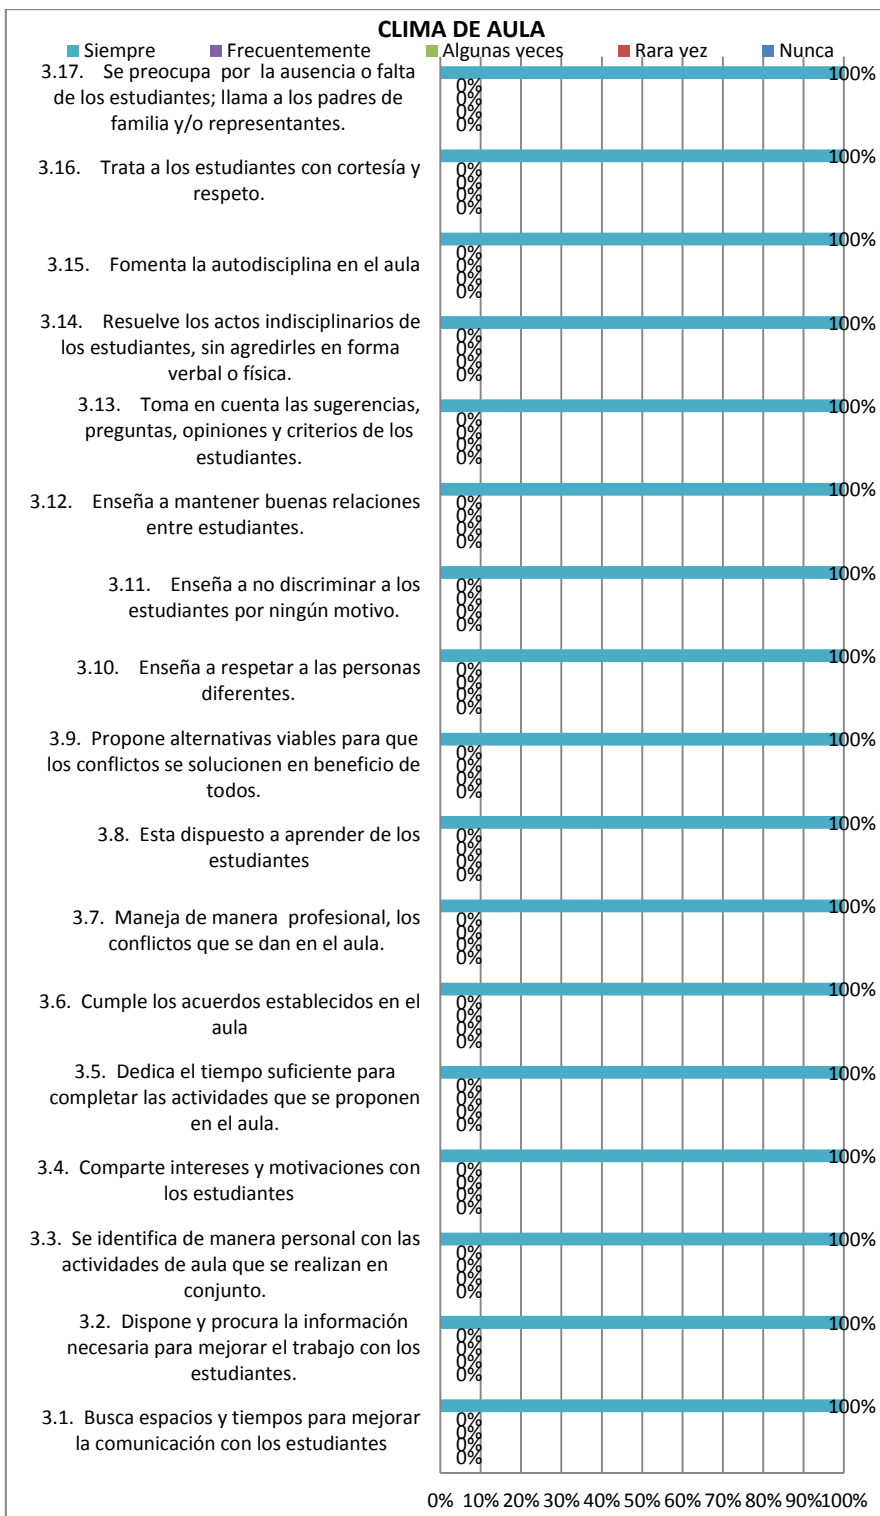 CLIMA DE AULA
Siempre Frecuentemente Algunas veces Rara vez Nunca
3.17. Se preocupa por la ausencia o falta
de los estudiantes; llama a los padres de
familia y/o representantes.
100%
0%
0%
0%
0%
3.16. Trata a los estudiantes con cortesía y
respeto.
100%
0%
0%
0%
0%
3.15. Fomenta la autodisciplina en el aula
100%
0%
0%
0%
0%
3.14. Resuelve los actos indisciplinarios de
los estudiantes, sin agredirles en forma
verbal o física.
100%
0%
0%
0%
0%
3.13. Toma en cuenta las sugerencias,
preguntas, opiniones y criterios de los
estudiantes.
100%
0%
0%
0%
0%
3.12. Enseña a mantener buenas relaciones
entre estudiantes.
100%
0%
0%
0%
0%
3.11. Enseña a no discriminar a los
estudiantes por ningún motivo.
100%
0%
0%
0%
0%
3.10. Enseña a respetar a las personas
diferentes.
100%
0%
0%
0%
0%
3.9. Propone alternativas viables para que
los conflictos se solucionen en beneficio de
todos.
100%
0%
0%
0%
0%
3.8. Esta dispuesto a aprender de los
estudiantes
100%
0%
0%
0%
0%
3.7. Maneja de manera profesional, los
conflictos que se dan en el aula.
100%
0%
0%
0%
0%
3.6. Cumple los acuerdos establecidos en el
aula
100%
0%
0%
0%
0%
3.5. Dedica el tiempo suficiente para
completar las actividades que se proponen
en el aula.
100%
0%
0%
0%
0%
3.4. Comparte intereses y motivaciones con
los estudiantes
100%
0%
0%
0%
0%
3.3. Se identifica de manera personal con las
actividades de aula que se realizan en
conjunto.
100%
0%
0%
0%
0%
3.2. Dispone y procura la información
necesaria para mejorar el trabajo con los
estudiantes.
100%
0%
0%
0%
0%
3.1. Busca espacios y tiempos para mejorar
la comunicación con los estudiantes
100%
0%
0%
0%
0%
0% 10% 20% 30% 40% 50% 60% 70% 80% 90% 100%